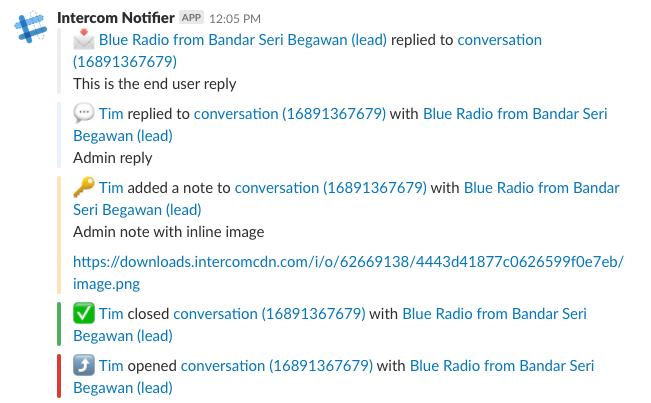 Intercom Notifier APP 12:05 PM
Blue Radio from Bandar Seri Begawan (lead) replied to conversation
(16891367679)
This is the end user reply
Tim replied to conversation (16891367679) with Blue Radio from Bandar Seri
Begawan (lead)
Admin reply
Tim added a note to conversation (16891367679) with Blue Radio from Bandar
Seri Begawan (lead)
Admin note with inline image
https://downloads.intercomcdn.com/i/o/62669138/4443d41877c0626599f0e7eb/
image.png
Tim closed conversation (16891367679) with Blue Radio from Bandar Seri
Begawan (lead)
Tim opened conversation (16891367679) with Blue Radio from Bandar Seri
Begawan (lead)